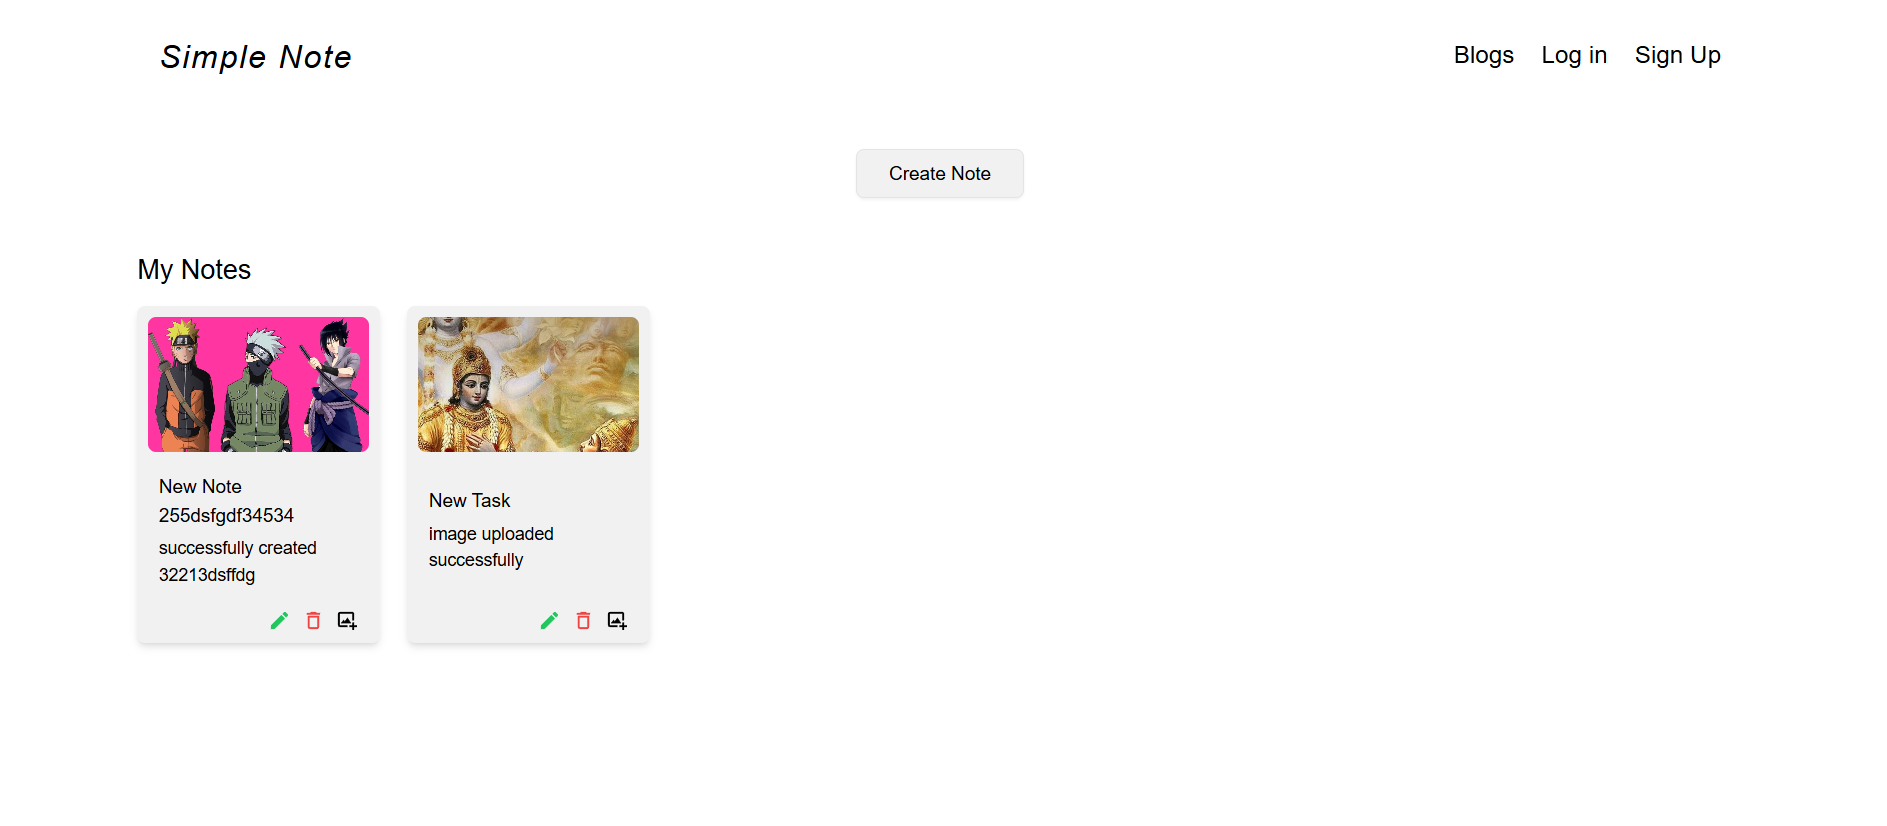 Simple Note
Blogs Log in Sign Up
Create Note
My Notes
New Note
255dsfgdf34534
successfully created
32213dsffdg
New Task
image uploaded
successfully